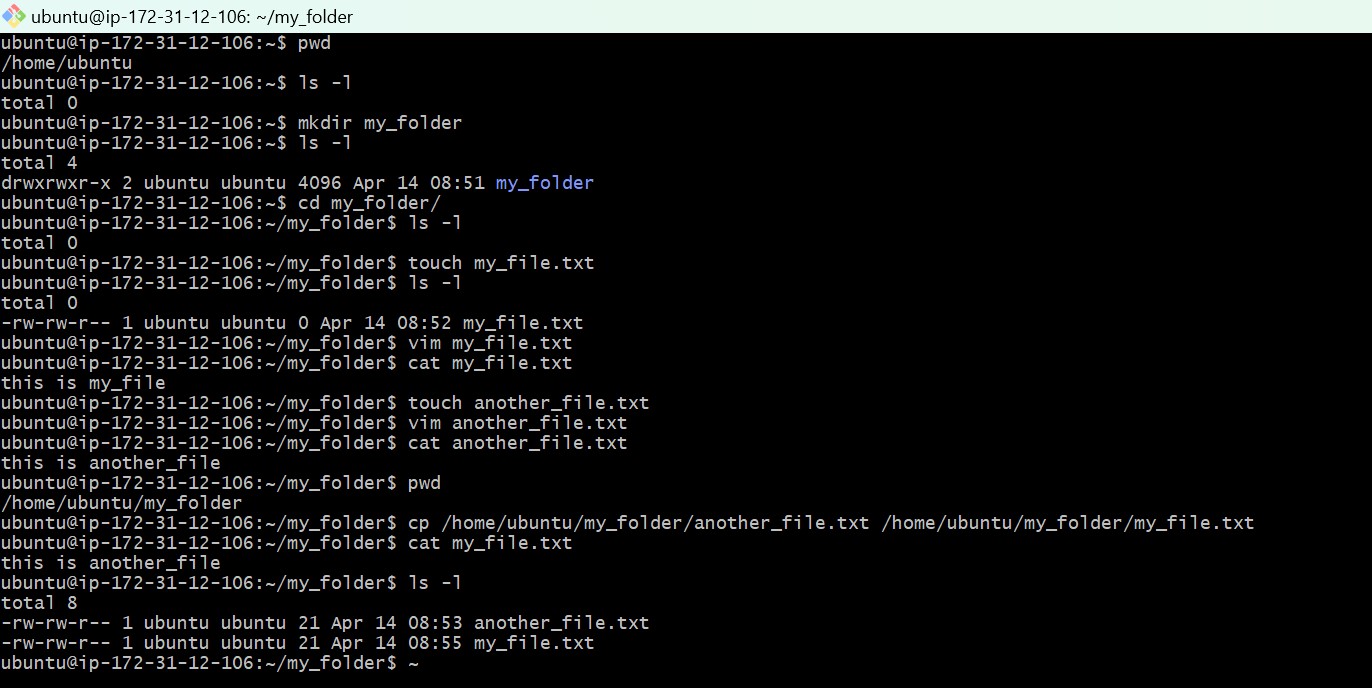 ubuntu@ip-172-31-12-106: ~/my_folder
ubuntu@ip-172-31-12-106:~$ pwd
/home/ubuntu
ubuntu@ip-172-31-12-106:~$ ls -l
total 0
ubuntu@ip-172-31-12-106:~$ mkdir my_folder
ubuntu@ip-172-31-12-106:~$ ls -l
total 4
drwxrwxr-x 2 ubuntu ubuntu 4096 Apr 14 08:51 my_folder
ubuntu@ip-172-31-12-106:~$ cd my_folder/
ubuntu@ip-172-31-12-106:~/my_folder$ ls -l
total 0
ubuntu@ip-172-31-12-106:~/my_folder$ touch my_file.txt
ubuntu@ip-172-31-12-106:~/my_folder$ ls -l
total 0
-rw-rw-r-- 1 ubuntu ubuntu 0 Apr 14 08:52 my_file.txt
ubuntu@ip-172-31-12-106:~/my_folder$ vim my_file.txt
ubuntu@ip-172-31-12-106:~/my_folder$ cat my_file.txt
this is my_file
ubuntu@ip-172-31-12-106:~/my_folder$ touch another_file.txt
ubuntu@ip-172-31-12-106:~/my_folder$ vim another_file.txt
ubuntu@ip-172-31-12-106:~/my_folder$ cat another_file.txt
this is another_file
ubuntu@ip-172-31-12-106:~/my_folder$ pwd
/home/ubuntu/my_folder
ubuntu@ip-172-31-12-106:~/my_folder$ cp /home/ubuntu/my_folder/another_file.txt /home/ubuntu/my_folder/my_file.txt
ubuntu@ip-172-31-12-106:~/my_folder$ cat my_file.txt
this is another_file
ubuntu@ip-172-31-12-106:~/my_folder$ ls -l
total 8
-rw-rw-r-- 1 ubuntu ubuntu 21 Apr 14 08:53 another_file.txt
-rw-rw-r-- 1 ubuntu ubuntu 21 Apr 14 08:55 my_file.txt
ubuntu@ip-172-31-12-106:~/my_folder$ ~